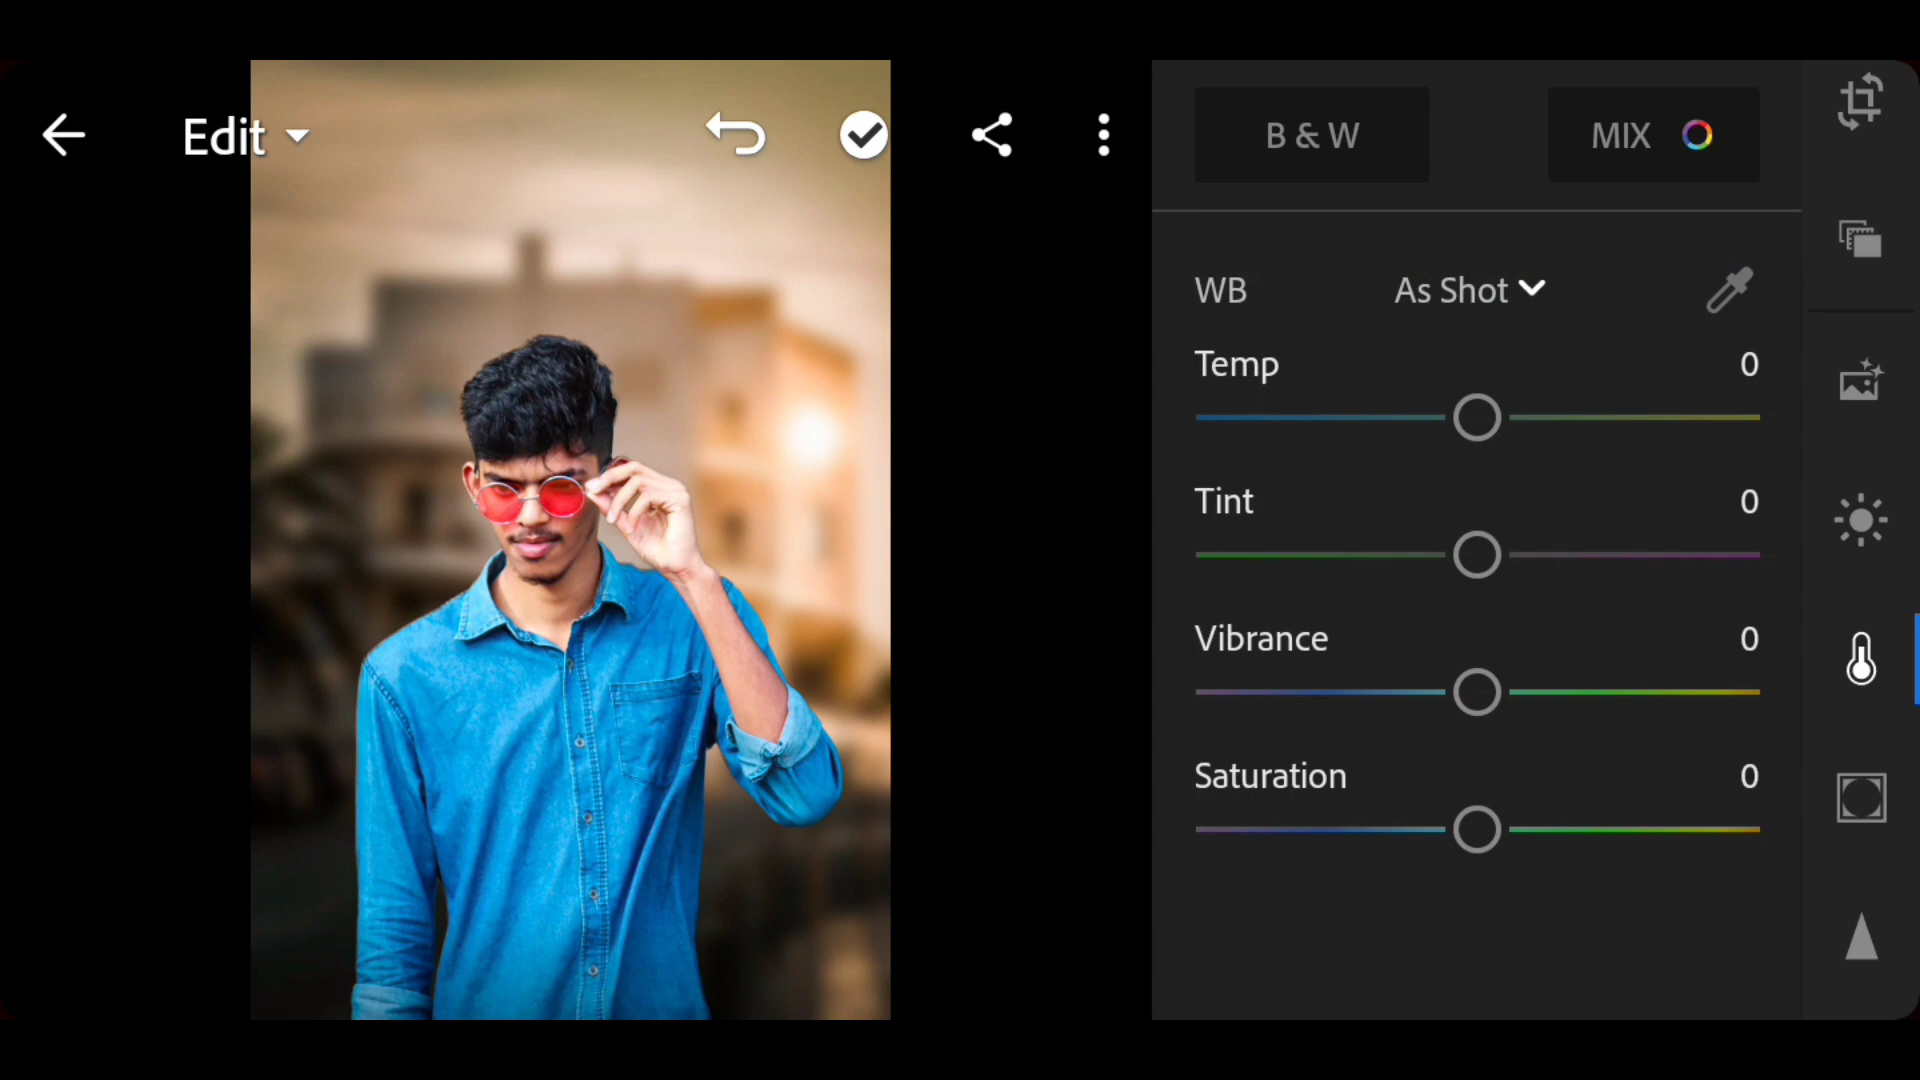 Edit
B & W
MIX
WB As Shot
Temp 0
Tint 0
Vibrance 0
Saturation 0